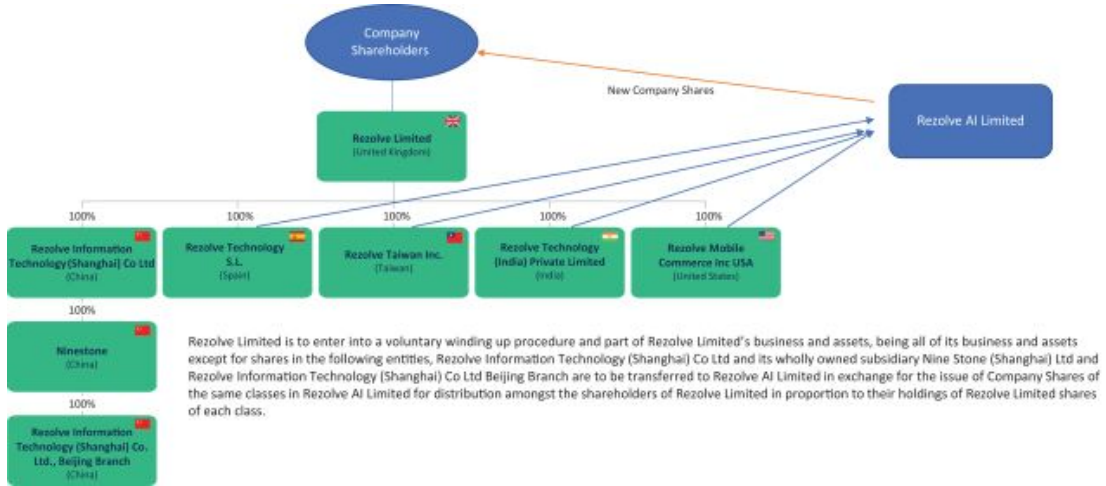 Company
Shareholders
New Company Shares
Rezolve AI Limited
Rezolve Limited
(United Kingdom)
100%
100%
100%
100%
100%
Rezolve Information
Technology(Shanghai) Co Ltd
(China)
Rezolve Technology
S.L.
(Spain)
Rezolve Taiwan Inc.
(Taiwan)
Rezolve Technology
(India) Private Limited
(India)
Rezolve Mobile
Commerce Inc USA
(United States)
100%
Ninestone
(China)
100%
Rezolve Information
Technology (Shanghai) Co.
Ltd., Beijing Branch
(China)
Rezolve Limited is to enter into a voluntary winding up procedure and part of Rezolve Limited's business and assets, being all of its business and assets
except for shares in the following entities, Rezolve Information Technology (Shanghai) Co Ltd and its wholly owned subsidiary Nine Stone (Shanghai) Ltd and
Rezolve Information Technology (Shanghai) Co Ltd Beijing Branch are to be transferred to Rezolve AI Limited in exchange for the issue of Company Shares of
the same classes in Rezolve AI Limited for distribution amongst the shareholders of Rezolve Limited in proportion to their holdings of Rezolve Limited shares
of each class.